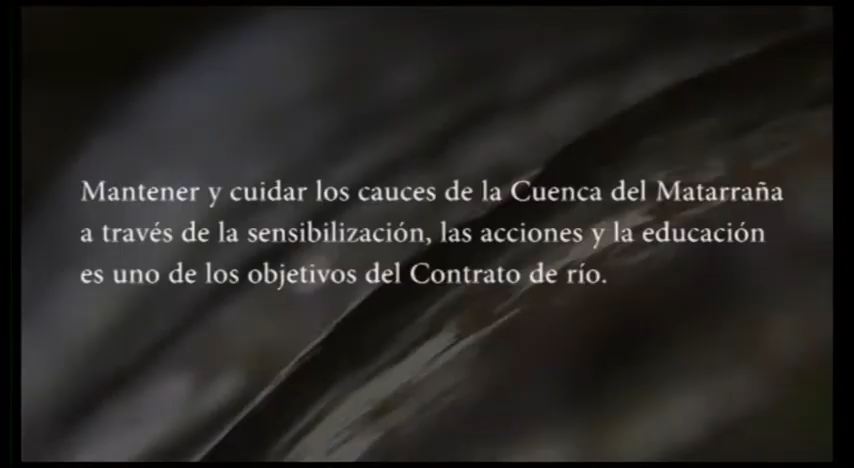 Mantener y cuidar los cauces de la Cuenca del Matarraña
a través de la sensibilización, las acciones y la educación
es uno de los objetivos del Contrato de río.